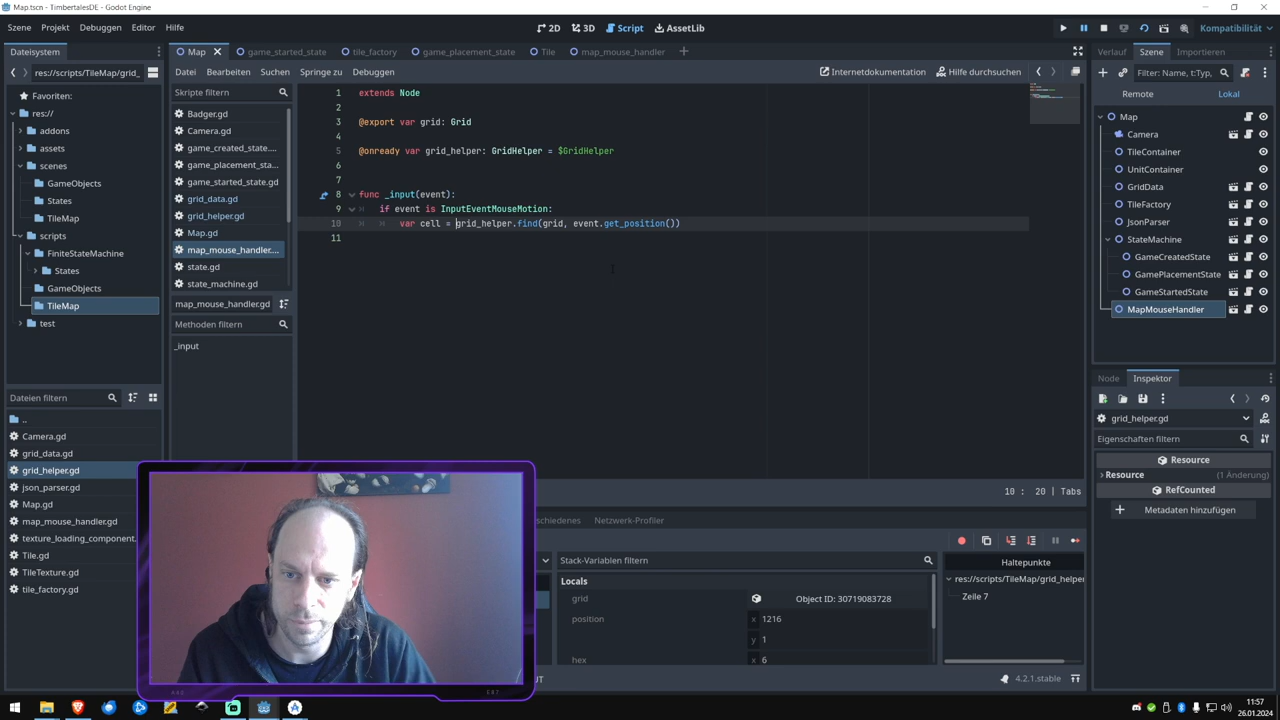 Map.tscn - TimbertalesDE - Godot Engine
Szene Projekt Debuggen Editor Hilfe
2D 3D Script AssetLib
Kompatibilität
Dateisystem
Map game_started_state tile_factory game_placement_state Tile map_mouse_handler
Verlauf Szene Importieren
res://scripts/TileMap/grid_
Datei Bearbeiten Suchen Springe zu Debuggen
Internetdokumentation Hilfe durchsuchen
Filter: Name, t:Typ,
Remote Lokal
Favoriten:
res://
addons
assets
scenes
GameObjects
States
TileMap
scripts
FiniteStateMachine
States
GameObjects
TileMap
test
Dateien filtern
..
Camera.gd
grid_data.gd
grid_helper.gd
json_parser.gd
Map.gd
map_mouse_handler.gd
texture_loading_component.
Tile.gd
TileTexture.gd
tile_factory.gd
Skripte filtern
Badger.gd
Camera.gd
game_created_state....
game_placement_sta...
game_started_state.gd
grid_data.gd
grid_helper.gd
Map.gd
map_mouse_handler....
state.gd
state_machine.gd
map_mouse_handler.gd
Methoden filtern
_input
1 extends Node
2
3 @export var grid: Grid
4
5 @onready var grid_helper: GridHelper = $GridHelper
6
7
8 func _input(event):
9 if event is InputEventMouseMotion:
10 var cell = grid_helper.find(grid, event.get_position())
11
10 : 20 | Tabs
Map
Camera
TileContainer
UnitContainer
GridData
TileFactory
JsonParser
StateMachine
GameCreatedState
GamePlacementState
GameStartedState
MapMouseHandler
Node Inspektor
grid_helper.gd
Eigenschaften filtern
Resource
Resource (1 Änderung)
RefCounted
Metadaten hinzufügen
schiedenes Netzwerk-Profiler
Stack-Variablen filtern
Locals
grid Object ID: 30719083728
position x 1216
y 1
hex x 6
Haltepunkte
res://scripts/TileMap/grid_helper
Zeile 7
UT
4.2.1.stable
11:57
26.01.2024